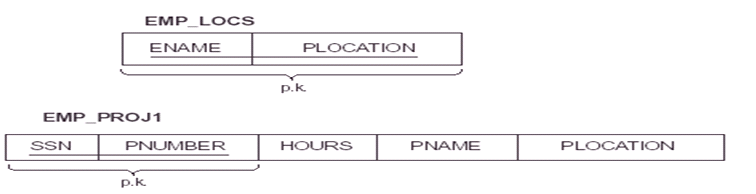 EMP_LOCS
ENAME PLOCATION
p.k.
EMP_PROJ1
SSN PNUMBER HOURS PNAME PLOCATION
p.k.